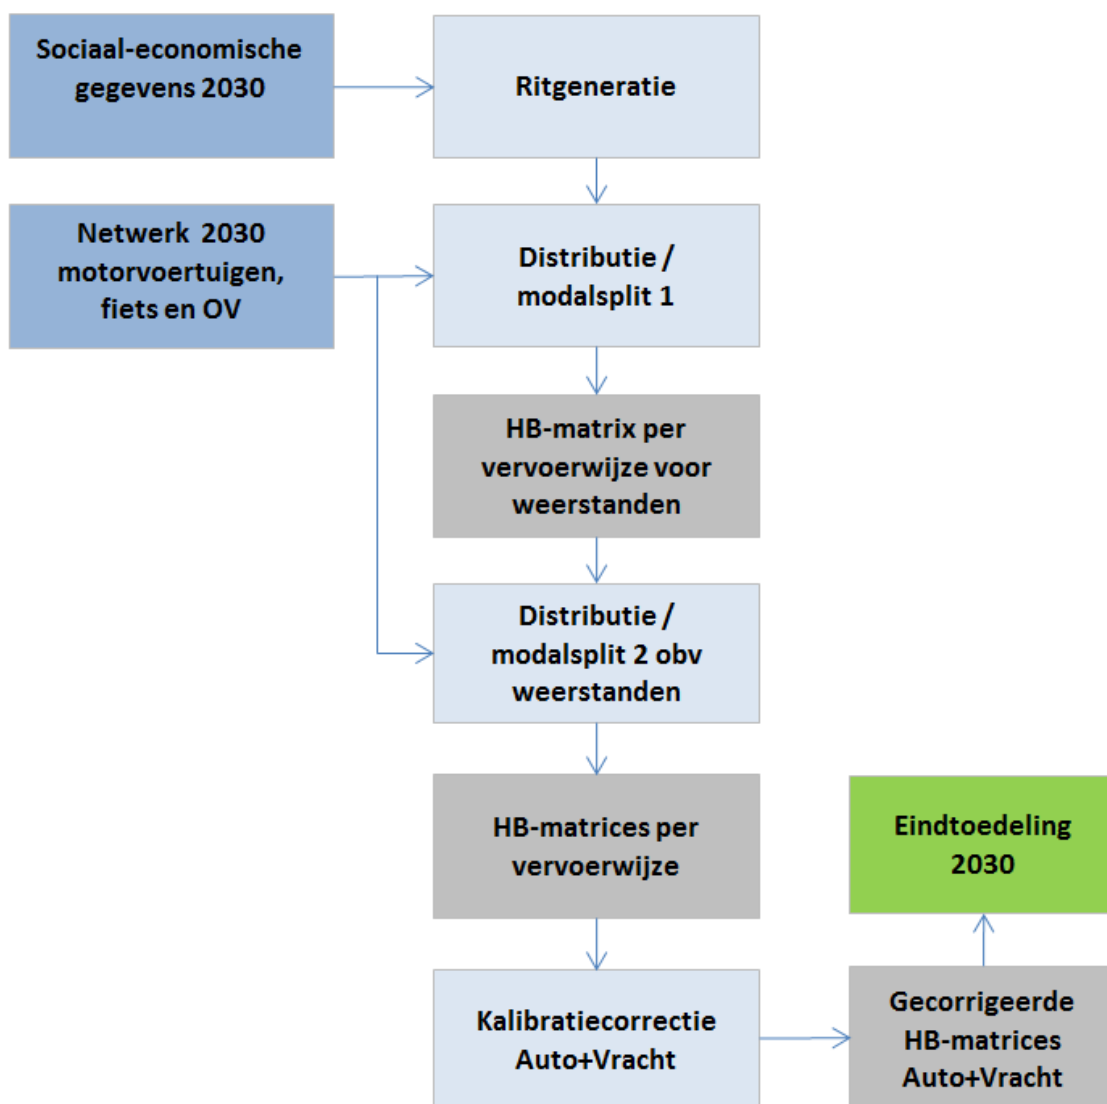 Sociaal-economische
gegevens 2030
Ritgeneratie
Netwerk 2030
motorvoertuigen,
fiets en OV
Distributie /
modalsplit 1
HB-matrix per
vervoerwijze voor
weerstanden
Distributie /
modalsplit 2 obv
weerstanden
HB-matrices per
vervoerwijze
Eindtoedeling
2030
Kalibratiecorrectie
Auto+Vracht
Gecorrigeerde
HB-matrices
Auto+Vracht